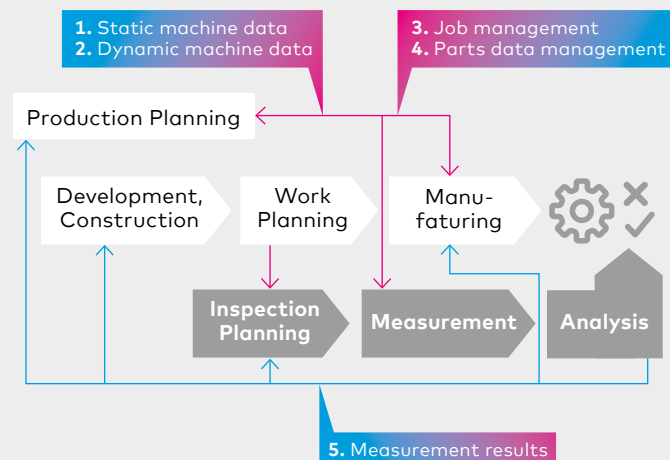 1. Static machine data
2. Dynamic machine data
3. Job management
4. Parts data management
Production Planning
Development,
Construction
Work
Planning
Manu-
faturing
Inspection
Planning
Measurement
Analysis
5. Measurement results